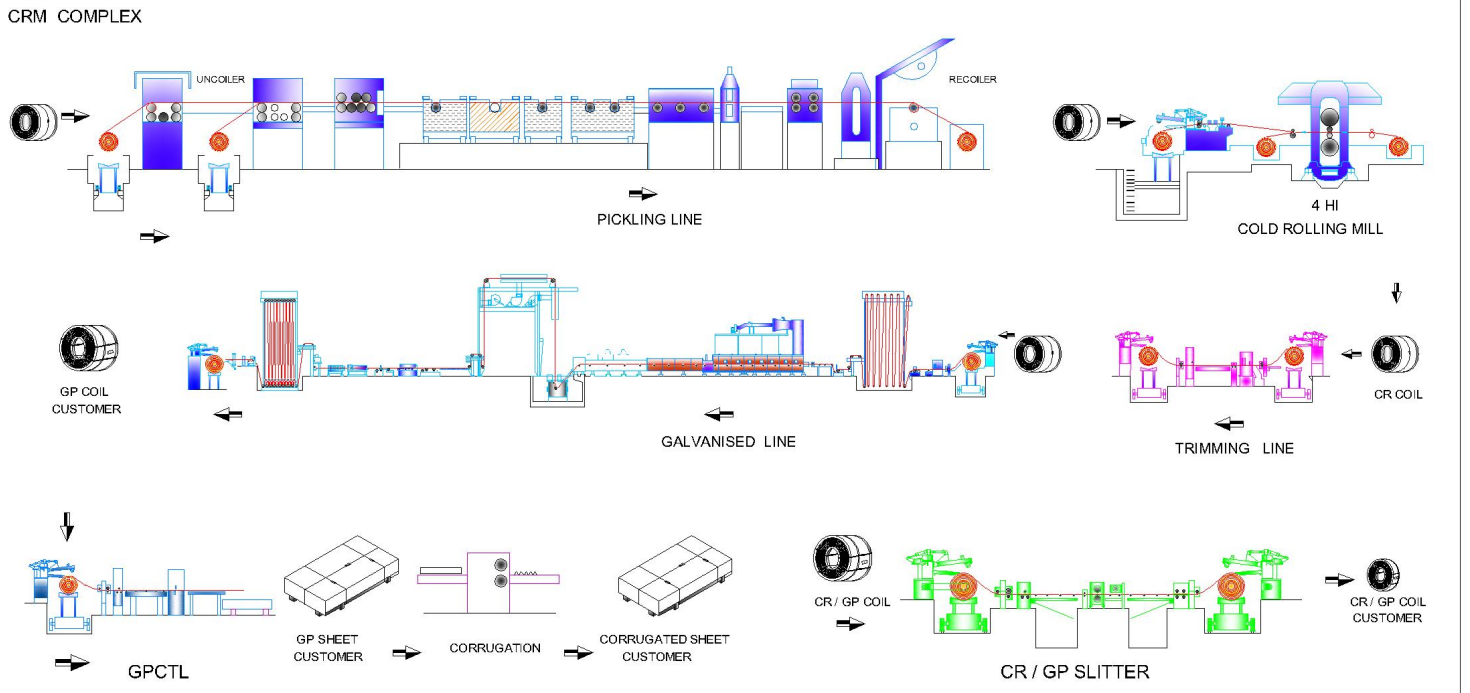 CRM COMPLEX
UNCOILER
RECOILER
PICKLING LINE
4 HI
COLD ROLLING MILL
GP COIL
CUSTOMER
GALVANISED LINE
CR COIL
TRIMMING LINE
GPCTL
GP SHEET
CUSTOMER
CORRUGATION
CORRUGATED SHEET
CUSTOMER
CR / GP COIL
CR / GP SLITTER
CR / GP COIL
CUSTOMER